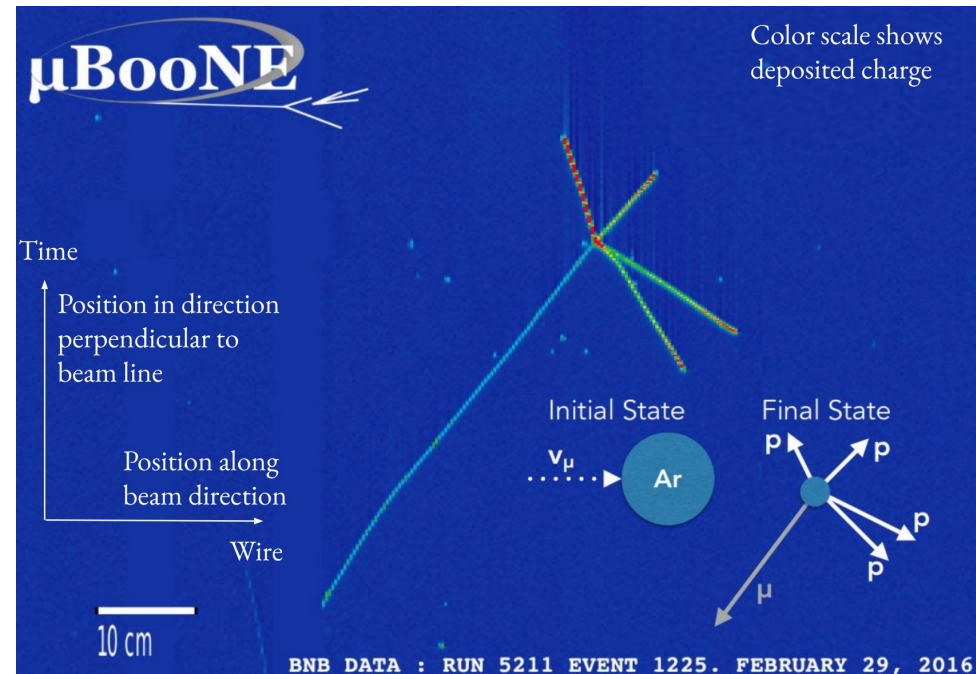 µBooNE
Color scale shows
deposited charge
Time
Position in direction
perpendicular to
beam line
Position along
beam direction
Wire
10 cm
Initial State
νμ
Ar
Final State
p
p
p
p
μ
BNB DATA : RUN 5211 EVENT 1225. FEBRUARY 29, 2016